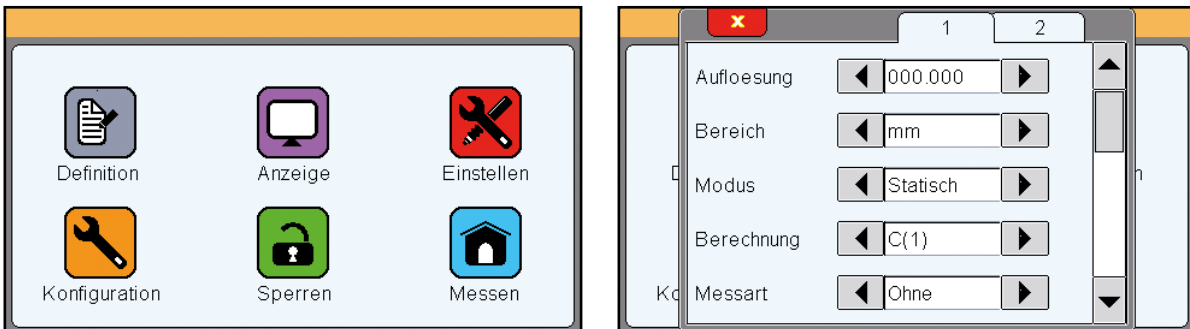 Definition
Anzeige
Einstellen
Konfiguration
Sperren
Messen
x
1
2
Aufloesung
000.000
Bereich
mm
Modus
Statisch
Berechnung
C(1)
Messart
Ohne